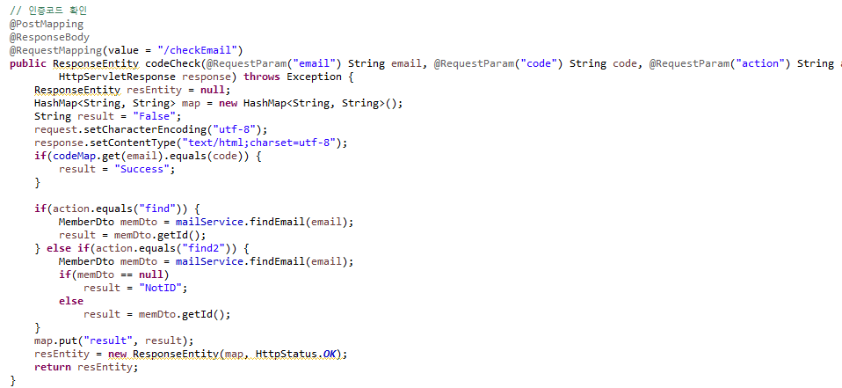 // 인증코드 확인
@PostMapping
@ResponseBody
@RequestMapping(value = "/checkEmail")
public ResponseEntity codeCheck(@RequestParam("email") String email, @RequestParam("code") String code, @RequestParam("action") String a
        HttpServletResponse response) throws Exception {
    ResponseEntity resEntity = null;
    HashMap<String, String> map = new HashMap<String, String>();
    String result = "False";
    request.setCharacterEncoding("utf-8");
    response.setContentType("text/html;charset=utf-8");
    if(codeMap.get(email).equals(code)) {
        result = "Success";
    }

    if(action.equals("find")) {
        MemberDto memDto = mailService.findEmail(email);
        result = memDto.getId();
    } else if(action.equals("find2")) {
        MemberDto memDto = mailService.findEmail(email);
        if(memDto == null)
            result = "NotID";
        else
            result = memDto.getId();
    }
    map.put("result", result);
    resEntity = new ResponseEntity(map, HttpStatus.OK);
    return resEntity;
}